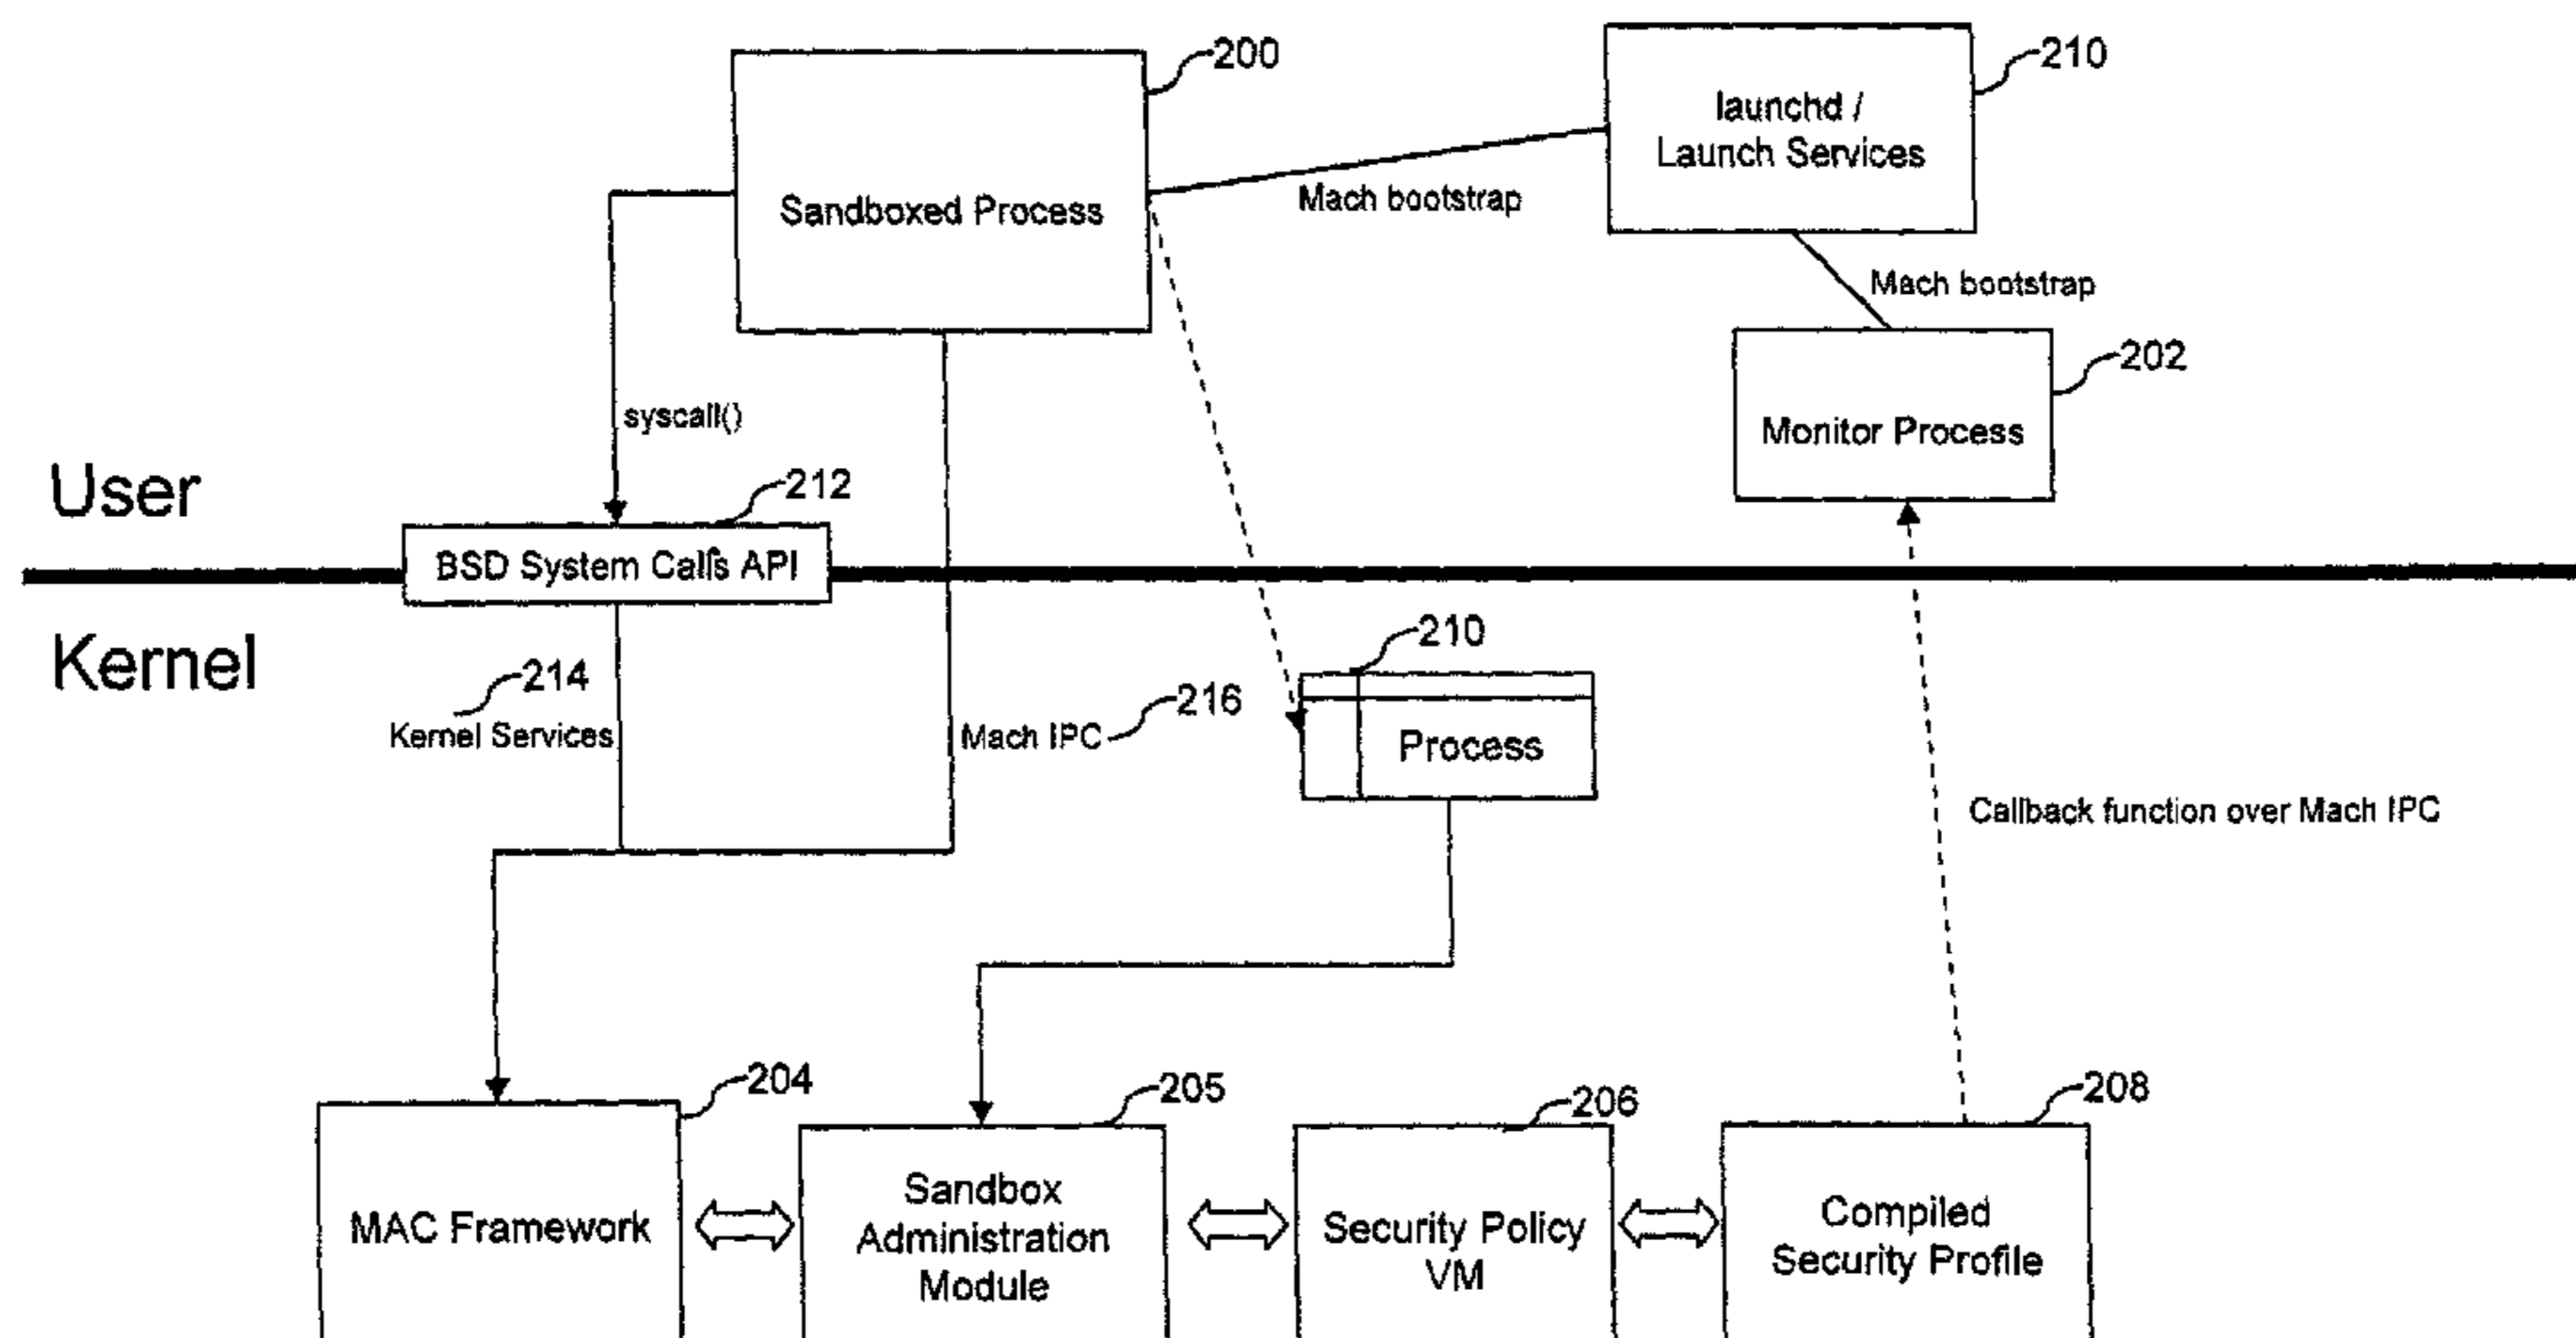 200
210
launchd /
Launch Services
Sandboxed Process
Mach bootstrap
Mach bootstrap
202
Monitor Process
syscall()
User
212
BSD System Calls API
Kernel
214
Kernel Services
Mach IPC
216
210
Process
Callback function over Mach IPC
204
205
206
208
MAC Framework
Sandbox
Administration
Module
Security Policy
VM
Compiled
Security Profile